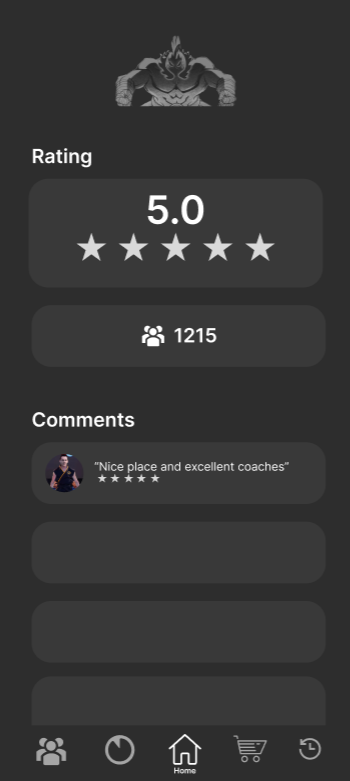 Rating
5.0
1215
Comments
“Nice place and excellent coaches”
Home